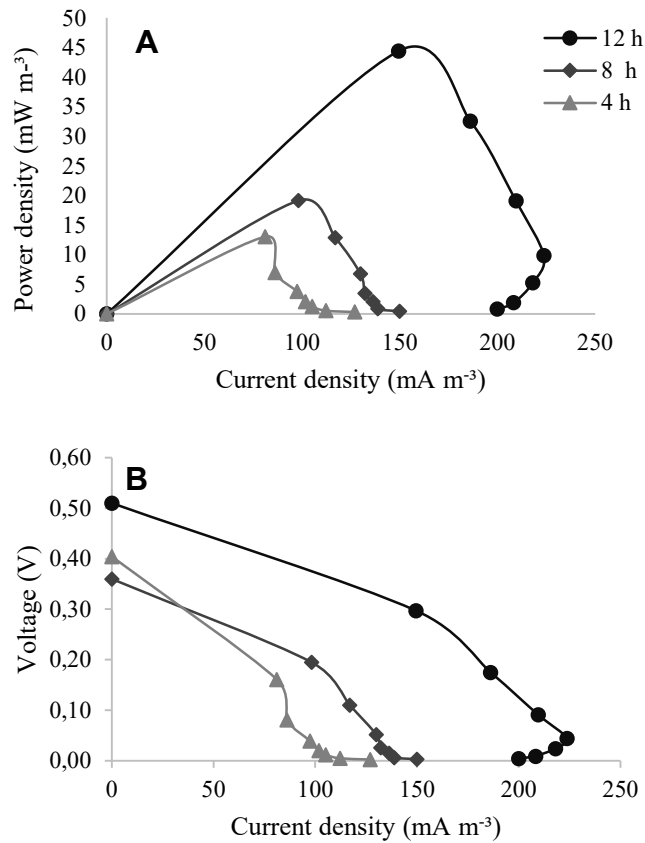 A
50
45
40
35
30
25
20
15
10
5
0
Power density (mW m-³)
0 50 100 150 200 250
Current density (mA m-³)
12 h
8 h
4 h
B
0,60
0,50
0,40
0,30
0,20
0,10
0,00
Voltage (V)
0 50 100 150 200 250
Current density (mA m-³)